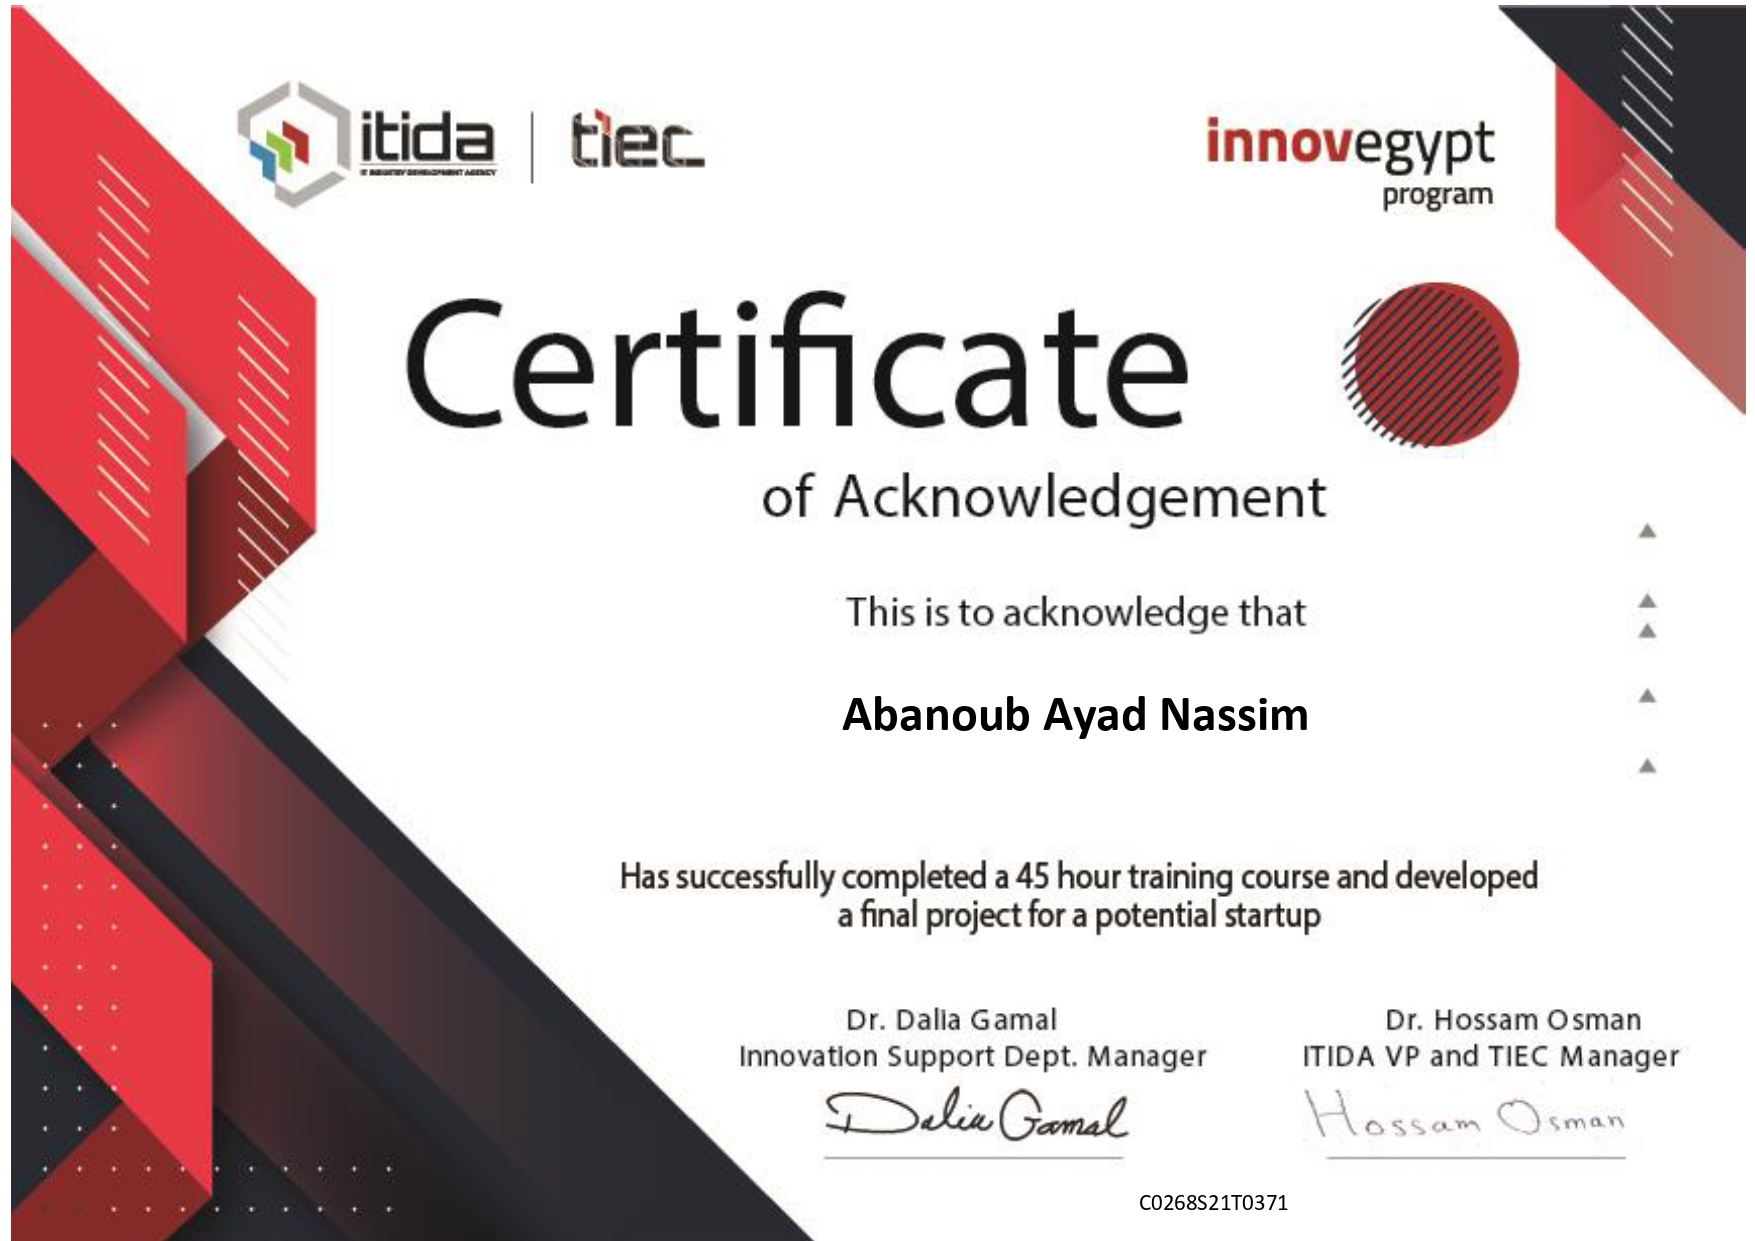 itida
IT INDUSTRY DEVELOPMENT AGENCY
tiec
innovegypt
program
Certificate
of Acknowledgement
This is to acknowledge that
Abanoub Ayad Nassim
Has successfully completed a 45 hour training course and developed
a final project for a potential startup
Dr. Dalia Gamal
Innovation Support Dept. Manager
Dalia Gamal
Dr. Hossam Osman
ITIDA VP and TIEC Manager
Hossam Osman
C0268S21T0371